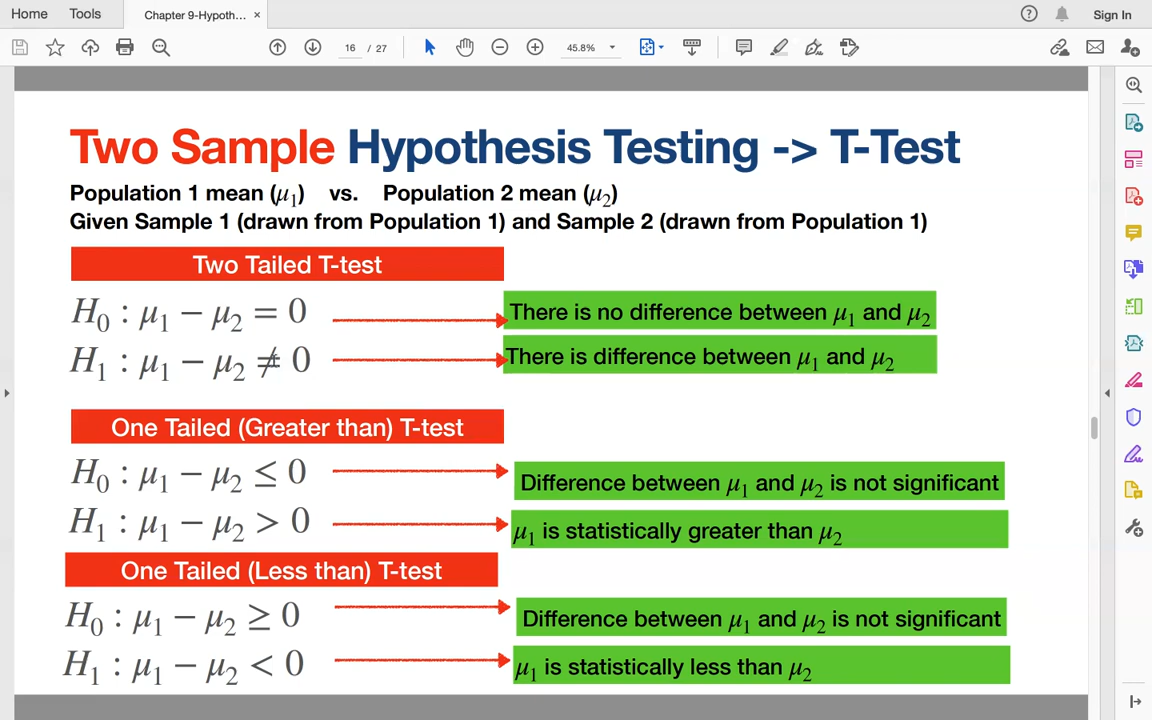 Home Tools Chapter 9-Hypoth... × Sign In
16 / 27 45.8%
Two Sample Hypothesis Testing -> T-Test
Population 1 mean (μ₁) vs. Population 2 mean (μ₂)
Given Sample 1 (drawn from Population 1) and Sample 2 (drawn from Population 1)
Two Tailed T-test
H₀ : μ₁ − μ₂ = 0 There is no difference between μ₁ and μ₂
H₁ : μ₁ − μ₂ ≠ 0 There is difference between μ₁ and μ₂
One Tailed (Greater than) T-test
H₀ : μ₁ − μ₂ ≤ 0 Difference between μ₁ and μ₂ is not significant
H₁ : μ₁ − μ₂ > 0 μ₁ is statistically greater than μ₂
One Tailed (Less than) T-test
H₀ : μ₁ − μ₂ ≥ 0 Difference between μ₁ and μ₂ is not significant
H₁ : μ₁ − μ₂ < 0 μ₁ is statistically less than μ₂